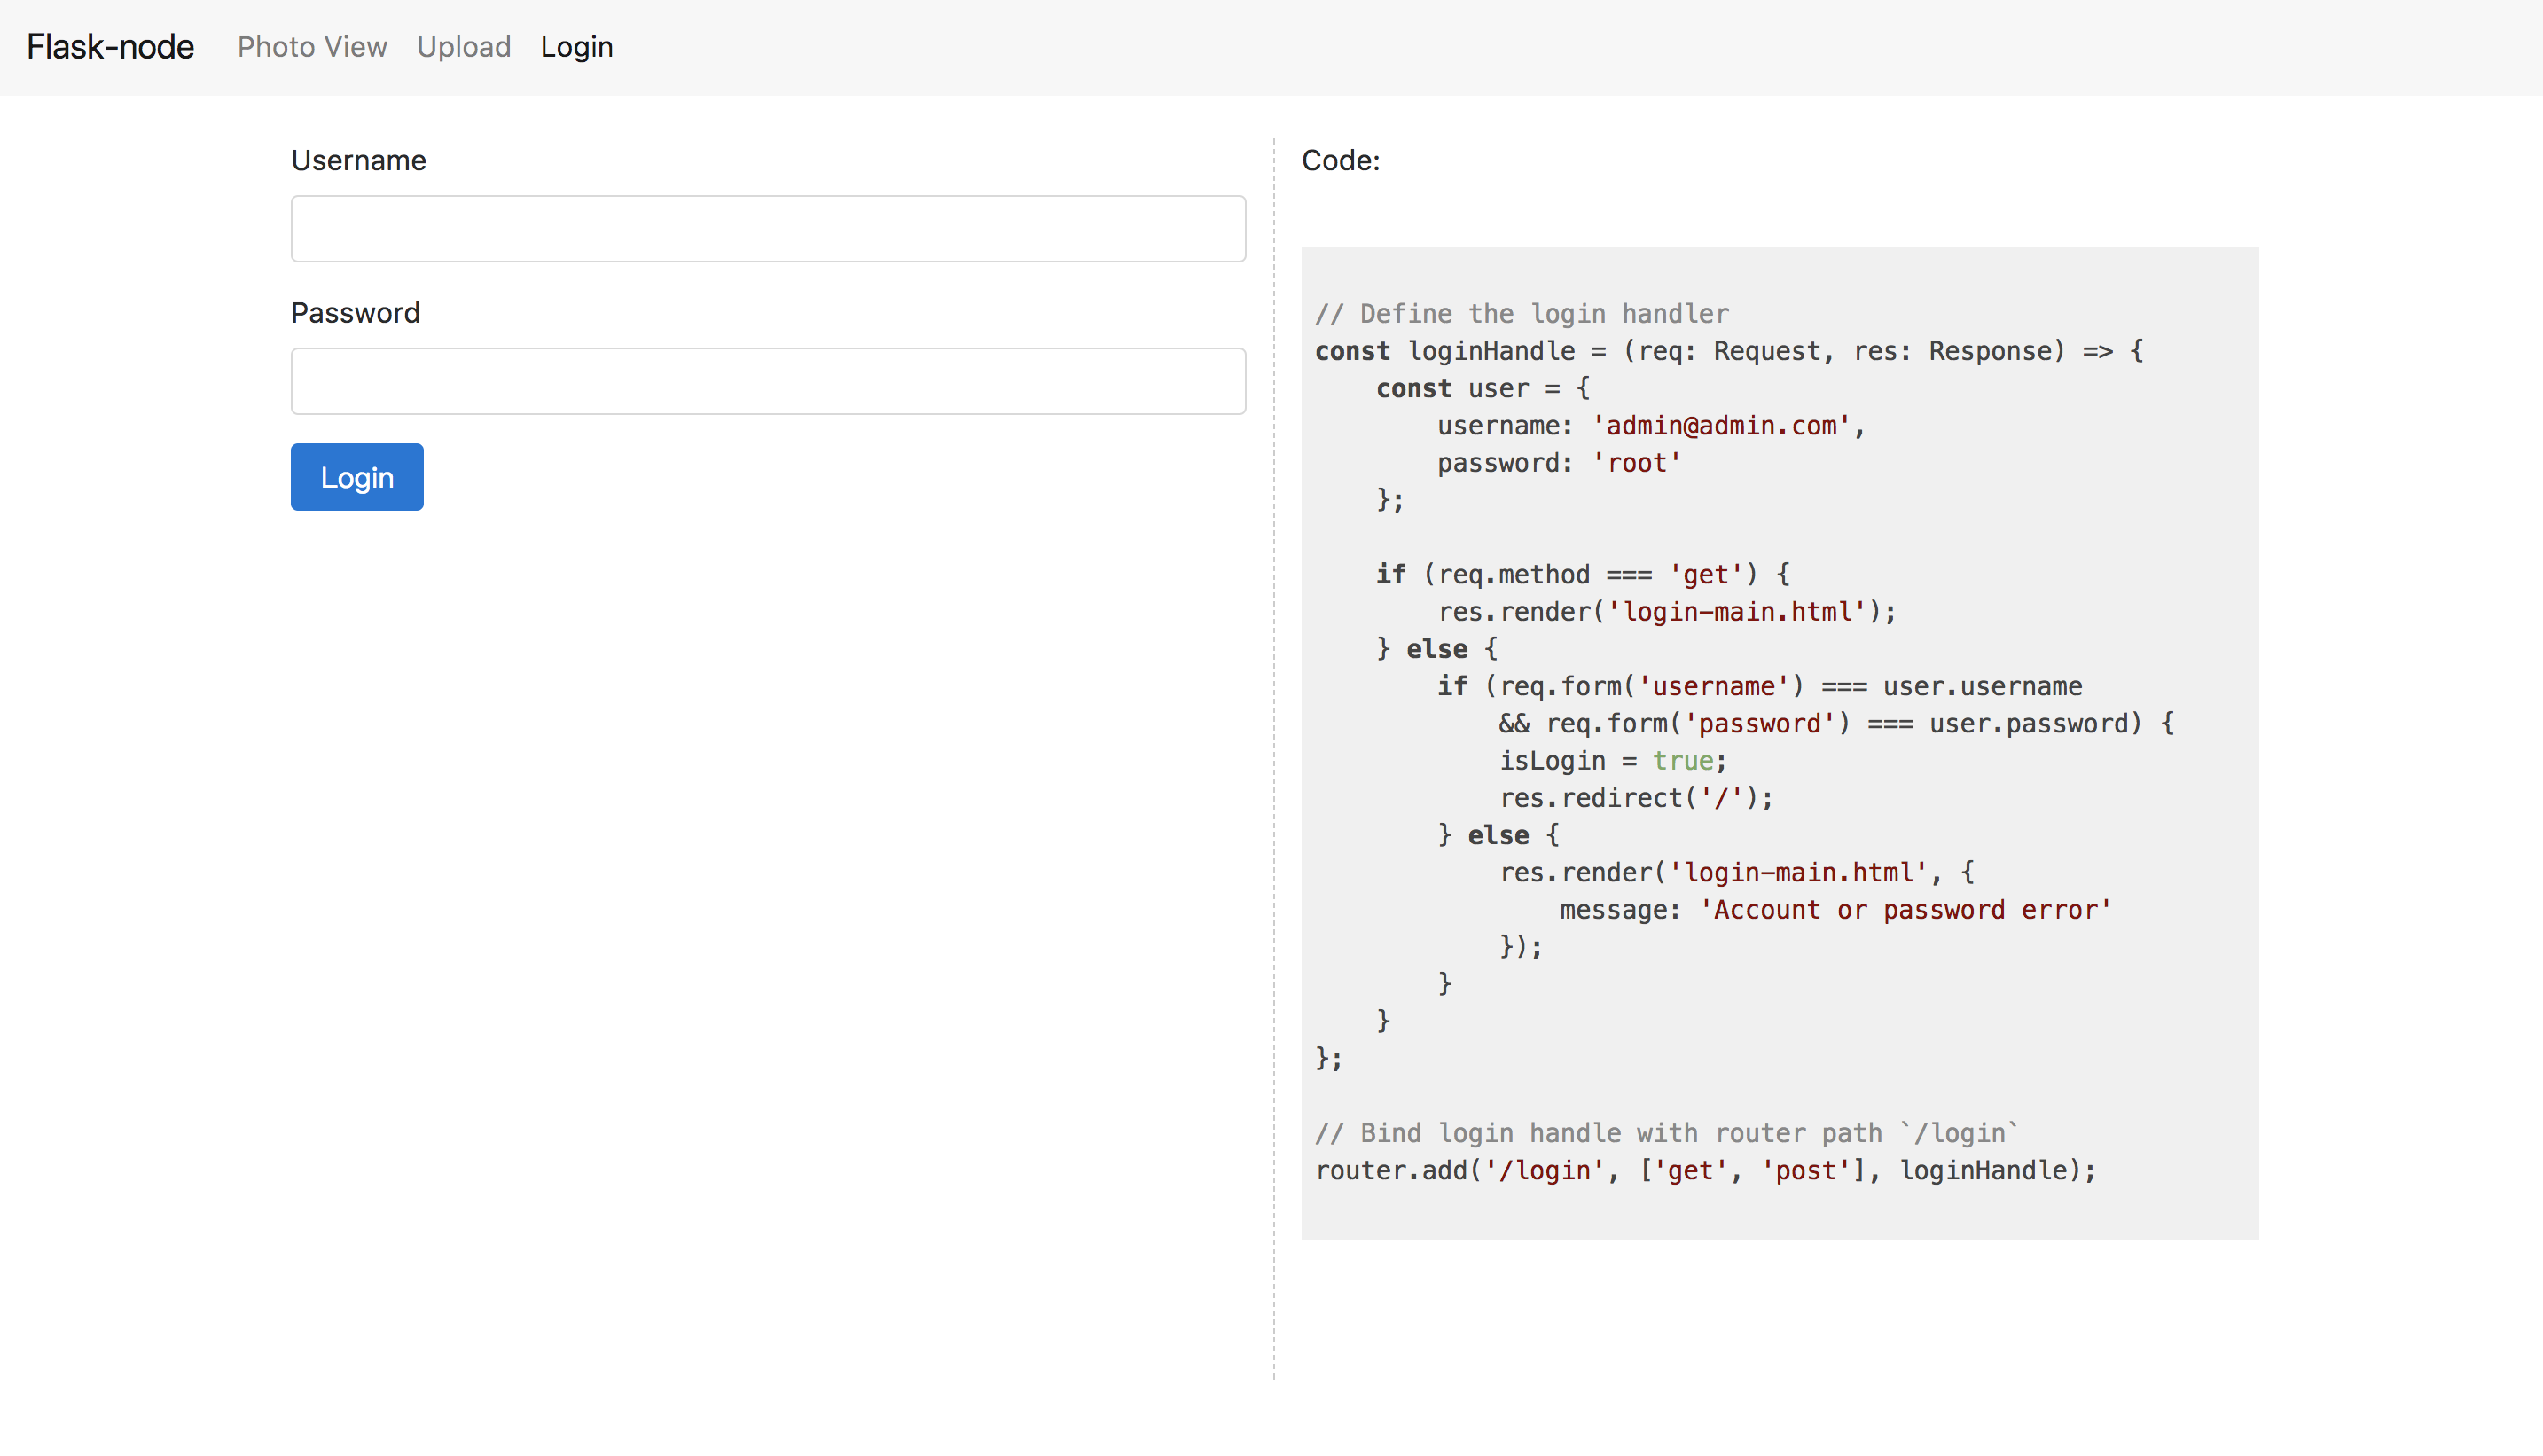 Flask-node Photo View Upload Login
Username
Password
Login
Code:
// Define the login handler
const loginHandle = (req: Request, res: Response) => {
    const user = {
        username: 'admin@admin.com',
        password: 'root'
    };
    if (req.method === 'get') {
        res.render('login-main.html');
    } else {
        if (req.form('username') === user.username
            && req.form('password') === user.password) {
            isLogin = true;
            res.redirect('/');
        } else {
            res.render('login-main.html', {
                message: 'Account or password error'
            });
        }
    }
};
// Bind login handle with router path `/login`
router.add('/login', ['get', 'post'], loginHandle);